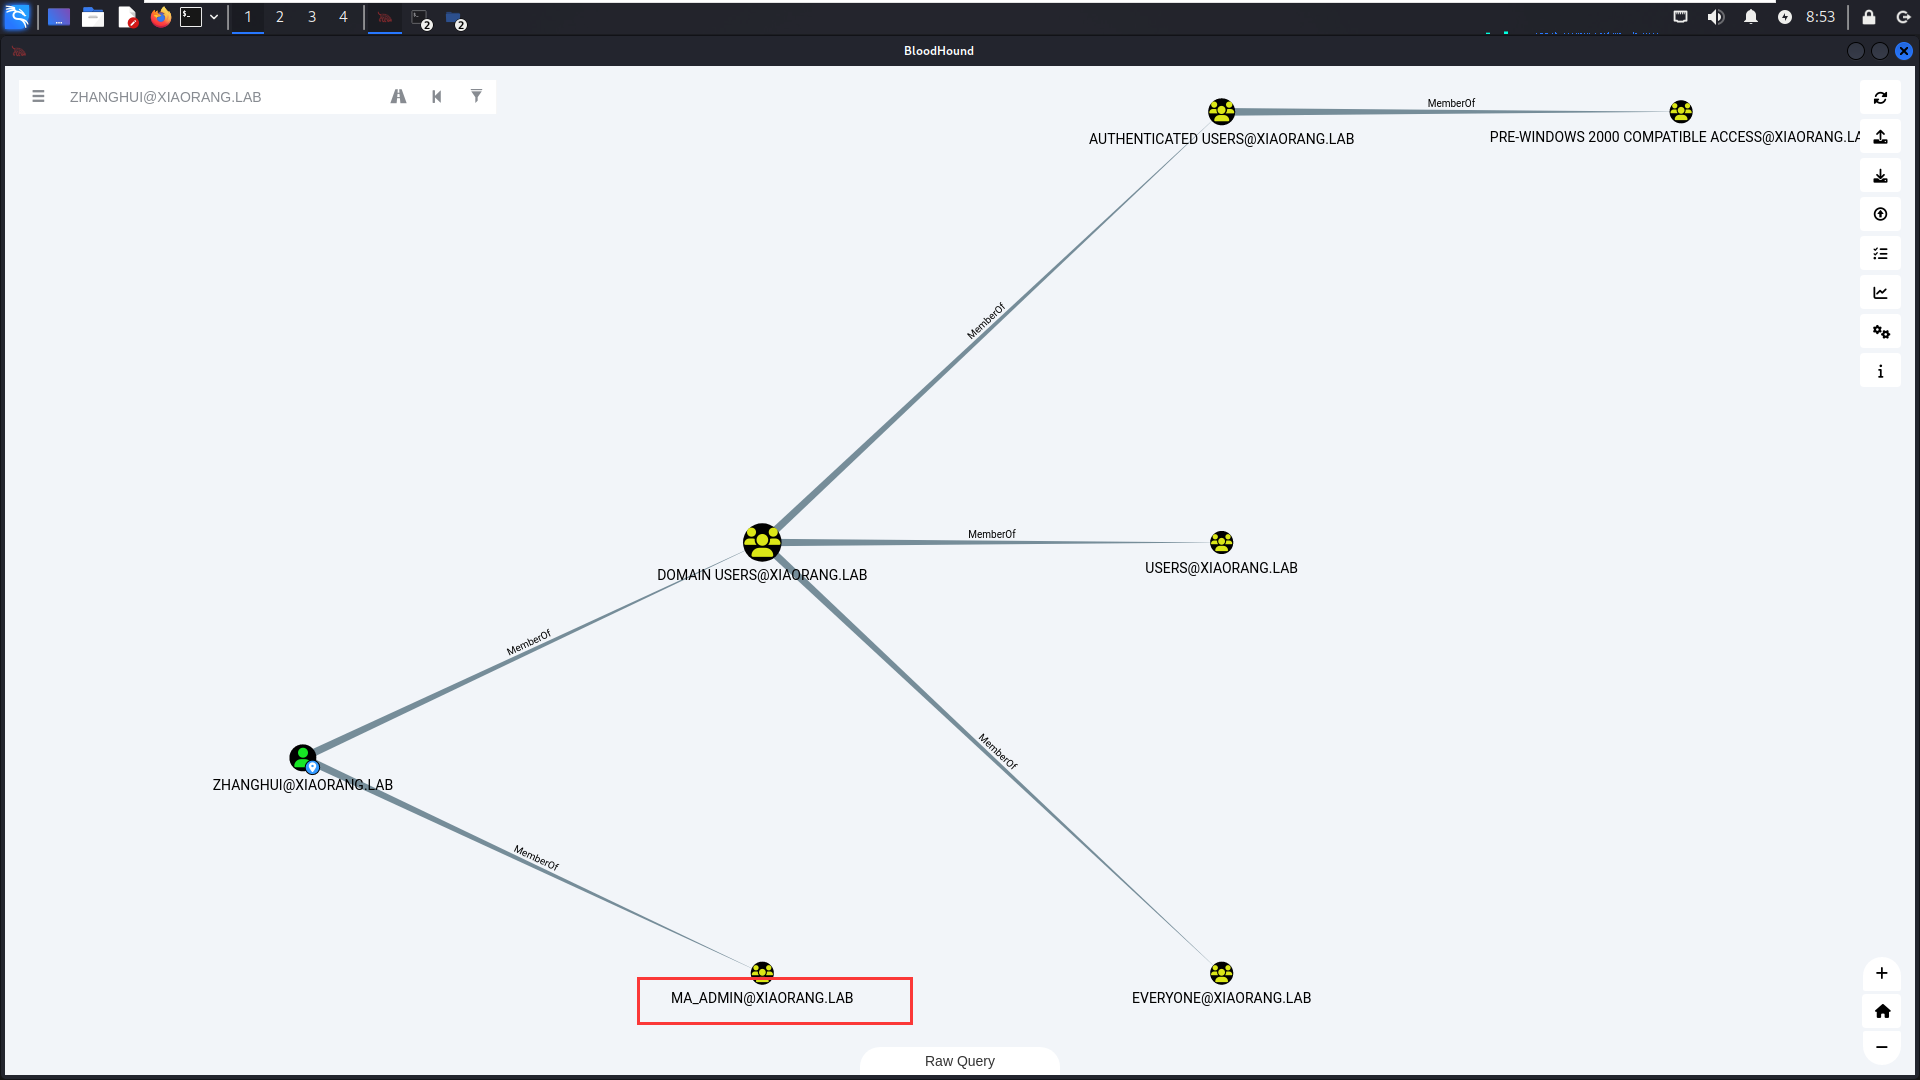 1 2 3 4
2
2
8:53
BloodHound
ZHANGHUI@XIAORANG.LAB
MemberOf
AUTHENTICATED USERS@XIAORANG.LAB
PRE-WINDOWS 2000 COMPATIBLE ACCESS@XIAORANG.LA
MemberOf
MemberOf
DOMAIN USERS@XIAORANG.LAB
USERS@XIAORANG.LAB
MemberOf
MemberOf
ZHANGHUI@XIAORANG.LAB
MemberOf
MA_ADMIN@XIAORANG.LAB
EVERYONE@XIAORANG.LAB
Raw Query